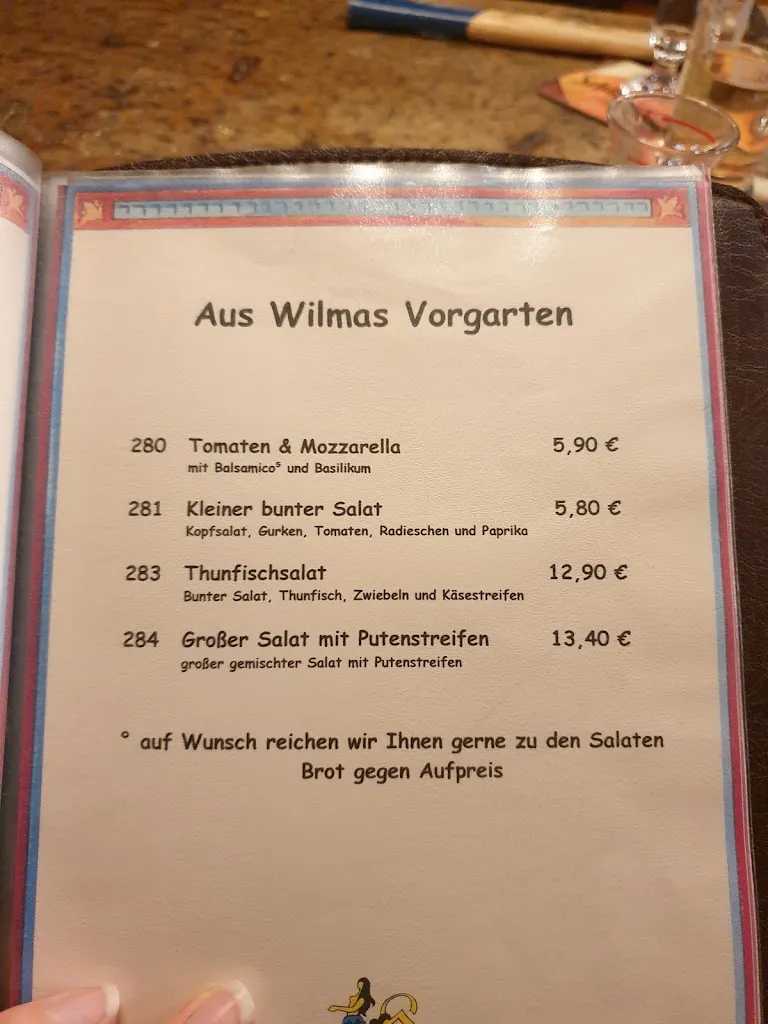 Aus Wilmas Vorgarten
280 Tomaten & Mozzarella 5,90 €
mit Balsamico⁵ und Basilikum
281 Kleiner bunter Salat 5,80 €
Kopfsalat, Gurken, Tomaten, Radieschen und Paprika
283 Thunfischsalat 12,90 €
Bunter Salat, Thunfisch, Zwiebeln und Käsestreifen
284 Großer Salat mit Putenstreifen 13,40 €
großer gemischter Salat mit Putenstreifen
° auf Wunsch reichen wir Ihnen gerne zu den Salaten
Brot gegen Aufpreis